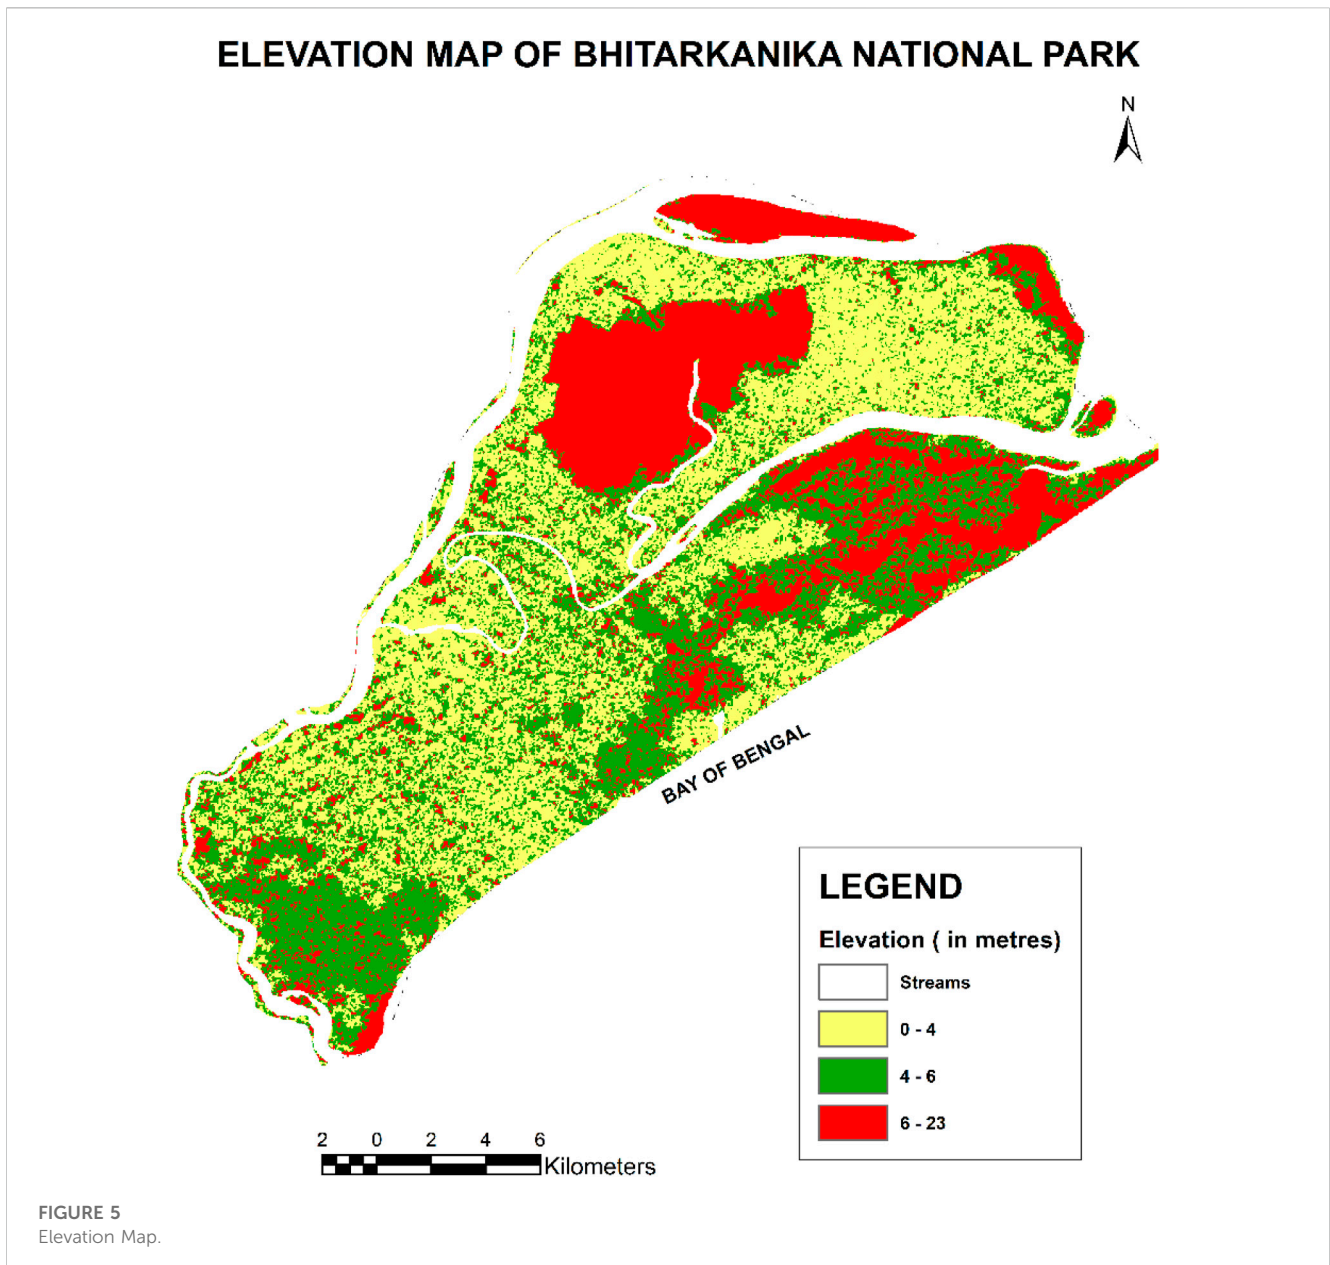 ELEVATION MAP OF BHITARKANIKA NATIONAL PARK
N
BAY OF BENGAL
LEGEND
Elevation ( in metres)
Streams
0 - 4
4 - 6
6 - 23
2 0 2 4 6
Kilometers
FIGURE 5
Elevation Map.